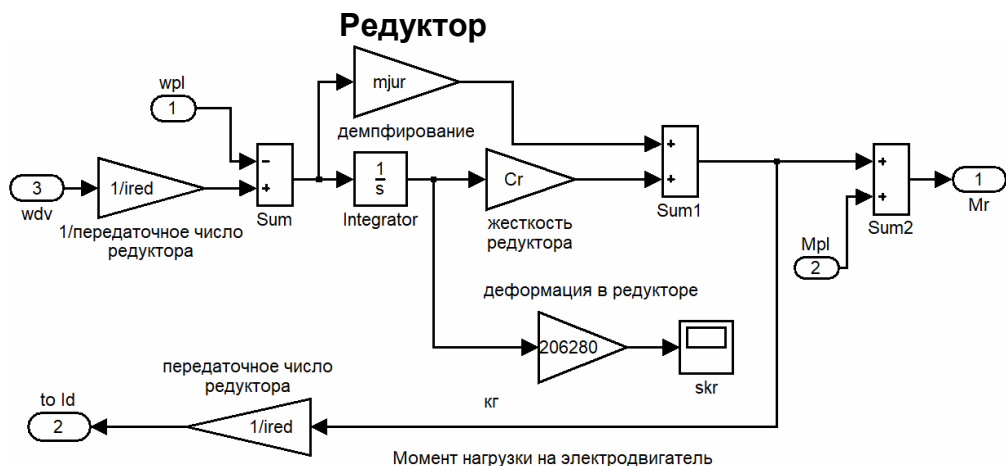 Редуктор
wpl
1
mjur
демпфирование
3
wdv
1/ired
1/передаточное число
редуктора
−
+
Sum
1
s
Integrator
Cr
жесткость
редуктора
+
+
Sum1
+
+
Sum2
1
Mr
Mpl
2
деформация в редукторе
206280
skr
передаточное число
редуктора
to Id
2
1/ired
кг
Момент нагрузки на электродвигатель